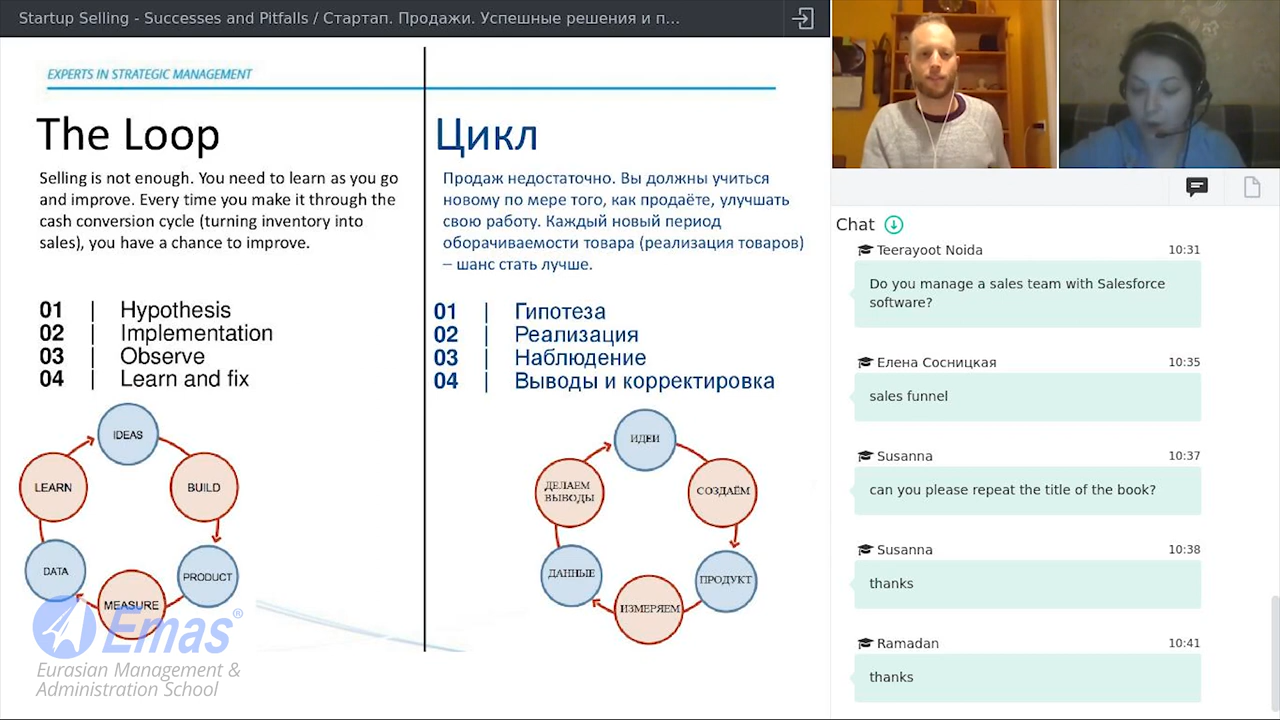 Startup Selling - Successes and Pitfalls / Стартап. Продажи. Успешные решения и п...
EXPERTS IN STRATEGIC MANAGEMENT
The Loop
Selling is not enough. You need to learn as you go
and improve. Every time you make it through the
cash conversion cycle (turning inventory into
sales), you have a chance to improve.
01 | Hypothesis
02 | Implementation
03 | Observe
04 | Learn and fix
IDEAS
BUILD
PRODUCT
MEASURE
DATA
LEARN
Emas®
Eurasian Management &
Administration School
Цикл
Продаж недостаточно. Вы должны учиться
новому по мере того, как продаёте, улучшать
свою работу. Каждый новый период
оборачиваемости товара (реализация товаров)
– шанс стать лучше.
01 | Гипотеза
02 | Реализация
03 | Наблюдение
04 | Выводы и корректировка
ИДЕИ
СОЗДАЁМ
ПРОДУКТ
ИЗМЕРЯЕМ
ДАННЫЕ
ДЕЛАЕМ
ВЫВОДЫ
Chat
Teerayoot Noida 10:31
Do you manage a sales team with Salesforce
software?
Елена Сосницкая 10:35
sales funnel
Susanna 10:37
can you please repeat the title of the book?
Susanna 10:38
thanks
Ramadan 10:41
thanks